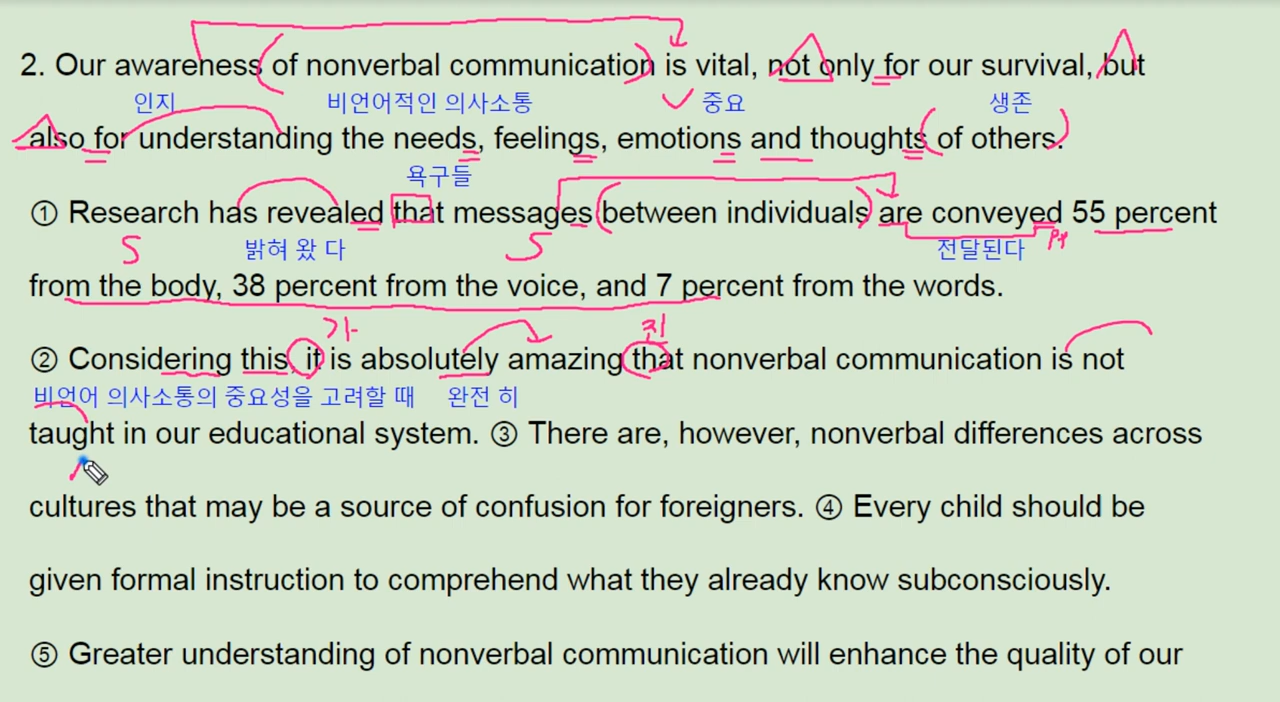 2. Our awareness of nonverbal communication is vital, not only for our survival, but
인지 비언어적인 의사소통 중요 생존
also for understanding the needs, feelings, emotions and thoughts of others.
욕구들
① Research has revealed that messages between individuals are conveyed 55 percent
S 밝혀 왔 다 S 전달된다 PP
from the body, 38 percent from the voice, and 7 percent from the words.
가 진
② Considering this, it is absolutely amazing that nonverbal communication is not
비언어 의사소통의 중요성을 고려할 때 완전 히
taught in our educational system. ③ There are, however, nonverbal differences across
cultures that may be a source of confusion for foreigners. ④ Every child should be
given formal instruction to comprehend what they already know subconsciously.
⑤ Greater understanding of nonverbal communication will enhance the quality of our